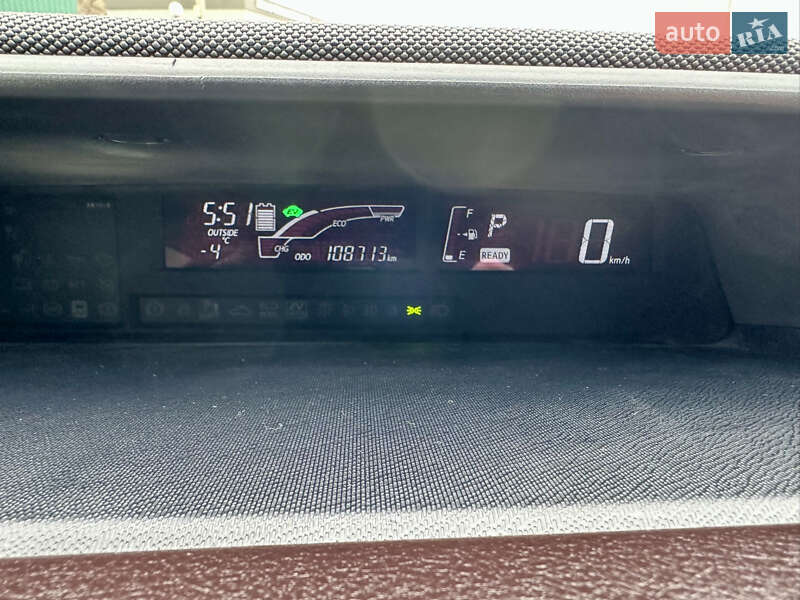 auto RIA
5:51
OUTSIDE
°C
-4
ECO
PWR
CHG
ODO 108713 km
F
E
P
READY
0 km/h